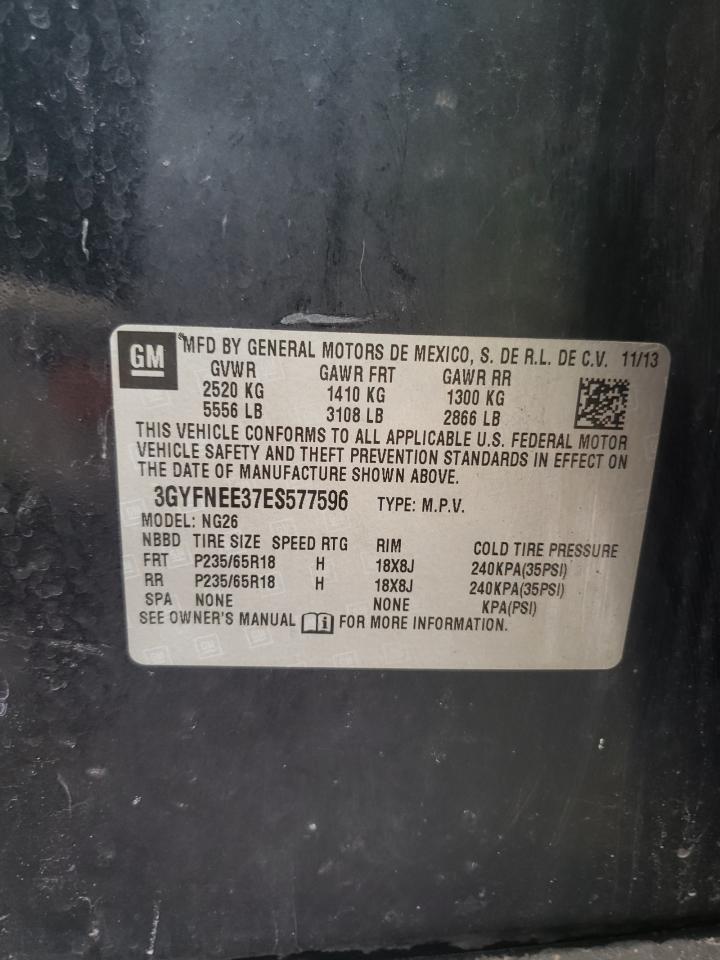 GM
MFD BY GENERAL MOTORS DE MEXICO, S. DE R.L. DE C.V. 11/13
GVWR GAWR FRT GAWR RR
2520 KG 1410 KG 1300 KG
5556 LB 3108 LB 2866 LB
THIS VEHICLE CONFORMS TO ALL APPLICABLE U.S. FEDERAL MOTOR
VEHICLE SAFETY AND THEFT PREVENTION STANDARDS IN EFFECT ON
THE DATE OF MANUFACTURE SHOWN ABOVE.
3GYFNEE37ES577596 TYPE: M.P.V.
MODEL: NG26
NBBD TIRE SIZE SPEED RTG RIM COLD TIRE PRESSURE
FRT P235/65R18 H 18X8J 240KPA(35PSI)
RR P235/65R18 H 18X8J 240KPA(35PSI)
SPA NONE NONE KPA(PSI)
SEE OWNER'S MANUAL FOR MORE INFORMATION.